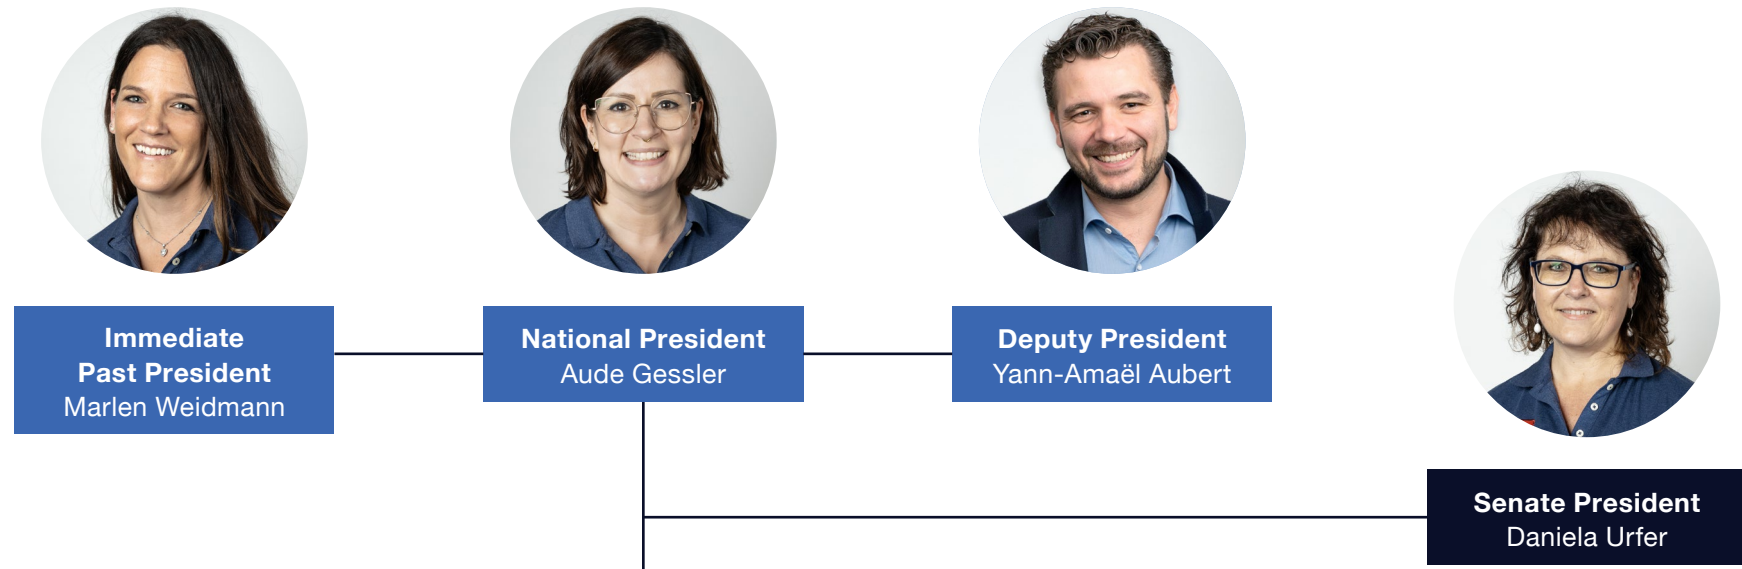 Immediate
Past President
Marlen Weidmann
National President
Aude Gessler
Deputy President
Yann-Amaël Aubert
Senate President
Daniela Urfer